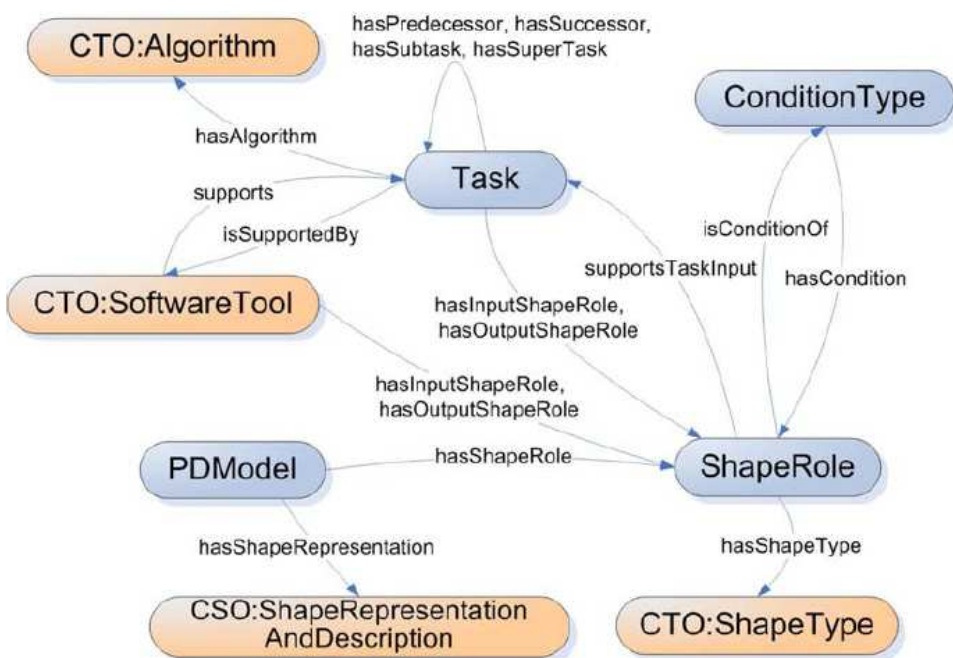 hasPredecessor, hasSuccessor,
hasSubtask, hasSuperTask
CTO:Algorithm
ConditionType
hasAlgorithm
Task
supports
isSupportedBy
isConditionOf
supportsTaskInput
hasCondition
CTO:SoftwareTool
hasInputShapeRole,
hasOutputShapeRole
hasInputShapeRole,
hasOutputShapeRole
PDModel
hasShapeRole
ShapeRole
hasShapeRepresentation
hasShapeType
CSO:ShapeRepresentation
AndDescription
CTO:ShapeType